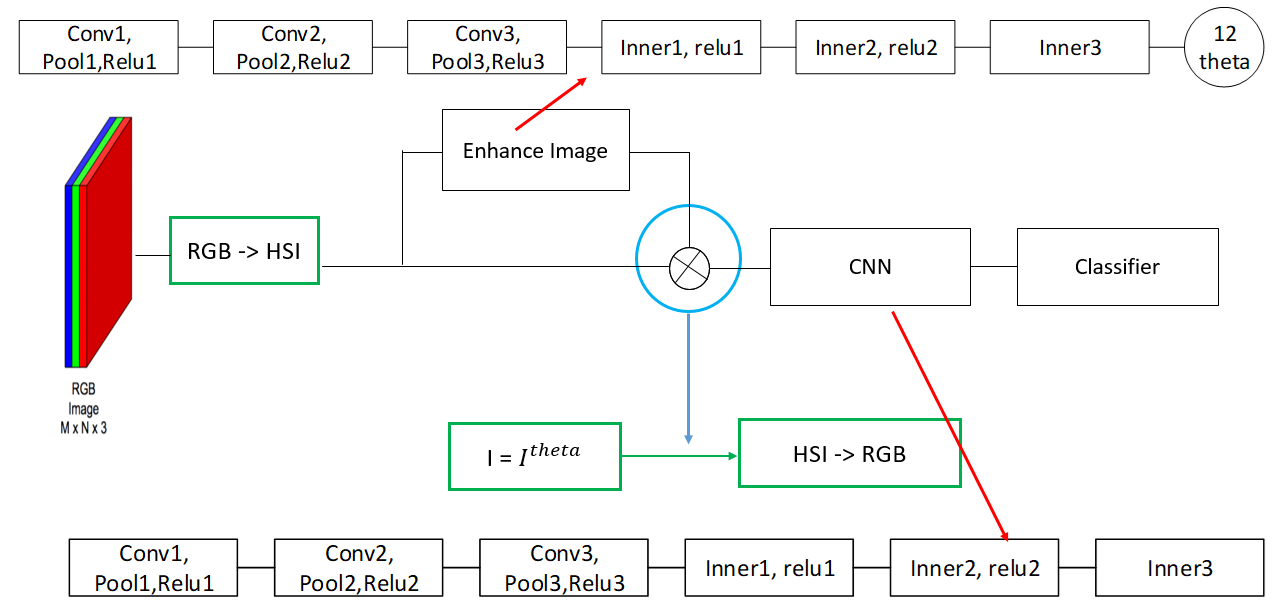 Conv1,
Pool1,Relu1
Conv2,
Pool2,Relu2
Conv3,
Pool3,Relu3
Inner1, relu1
Inner2, relu2
Inner3
12
theta
Enhance Image
RGB -> HSI
CNN
Classifier
RGB
Image
M x N x 3
I = I^theta
HSI -> RGB
Conv1,
Pool1,Relu1
Conv2,
Pool2,Relu2
Conv3,
Pool3,Relu3
Inner1, relu1
Inner2, relu2
Inner3